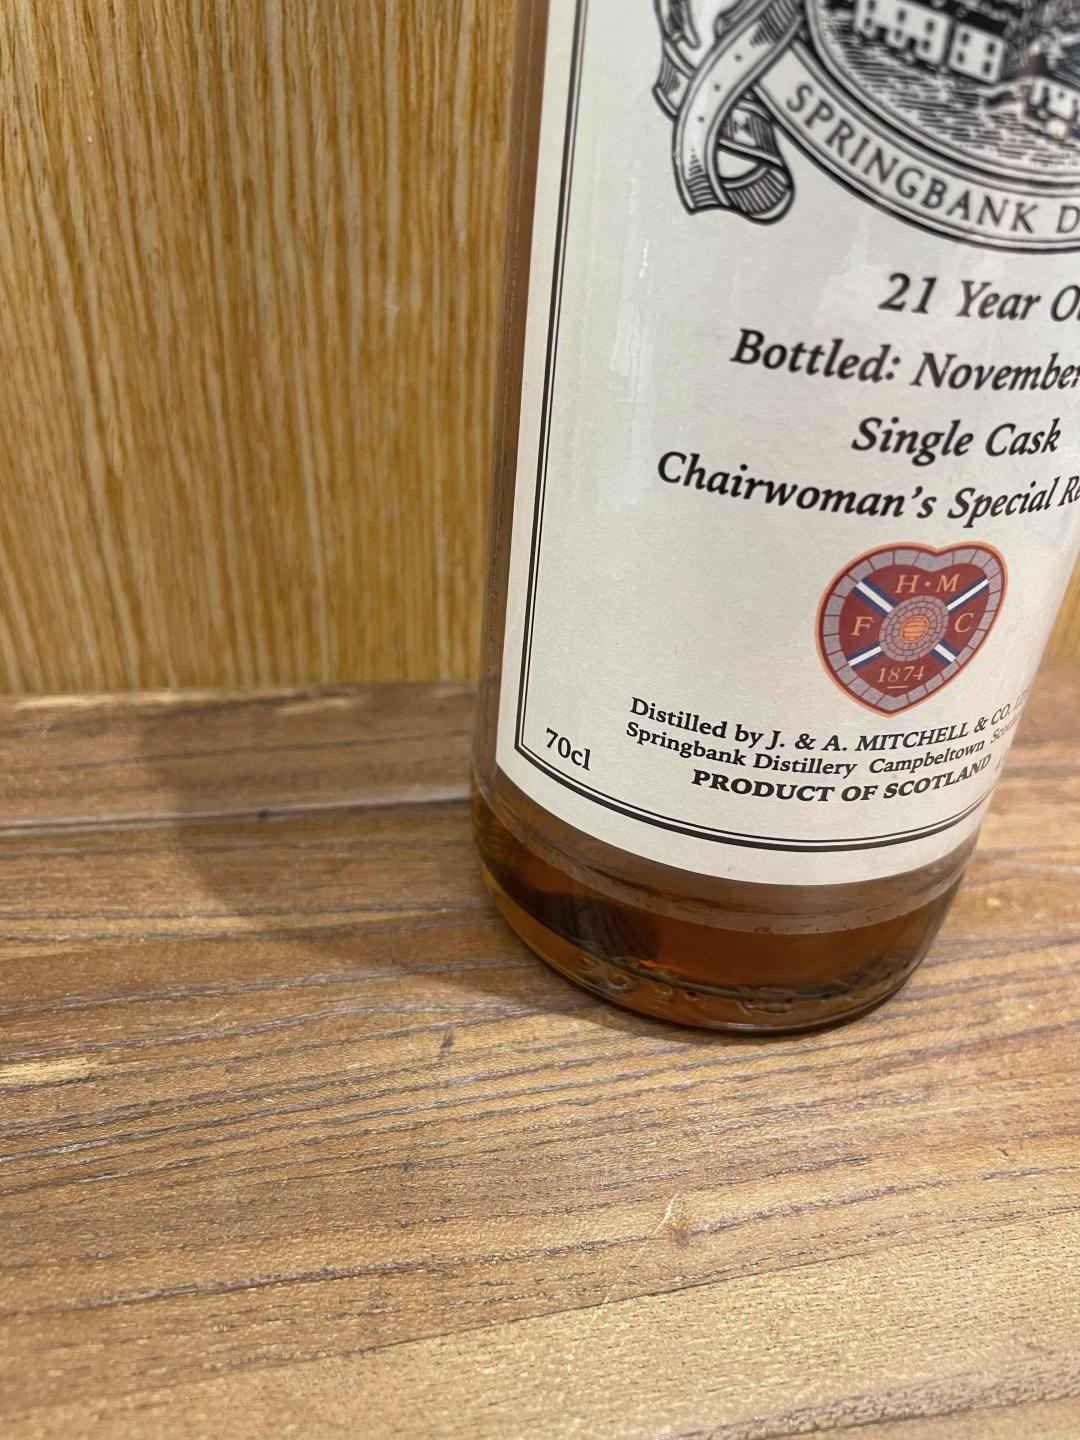 SPRINGBANK
21 Year
Bottled: November
Single Cask
Chairwoman's Special
H·M
F C
1874
Distilled by J. & A. MITCHELL & CO.
70cl Springbank Distillery Campbeltown
PRODUCT OF SCOTLAND